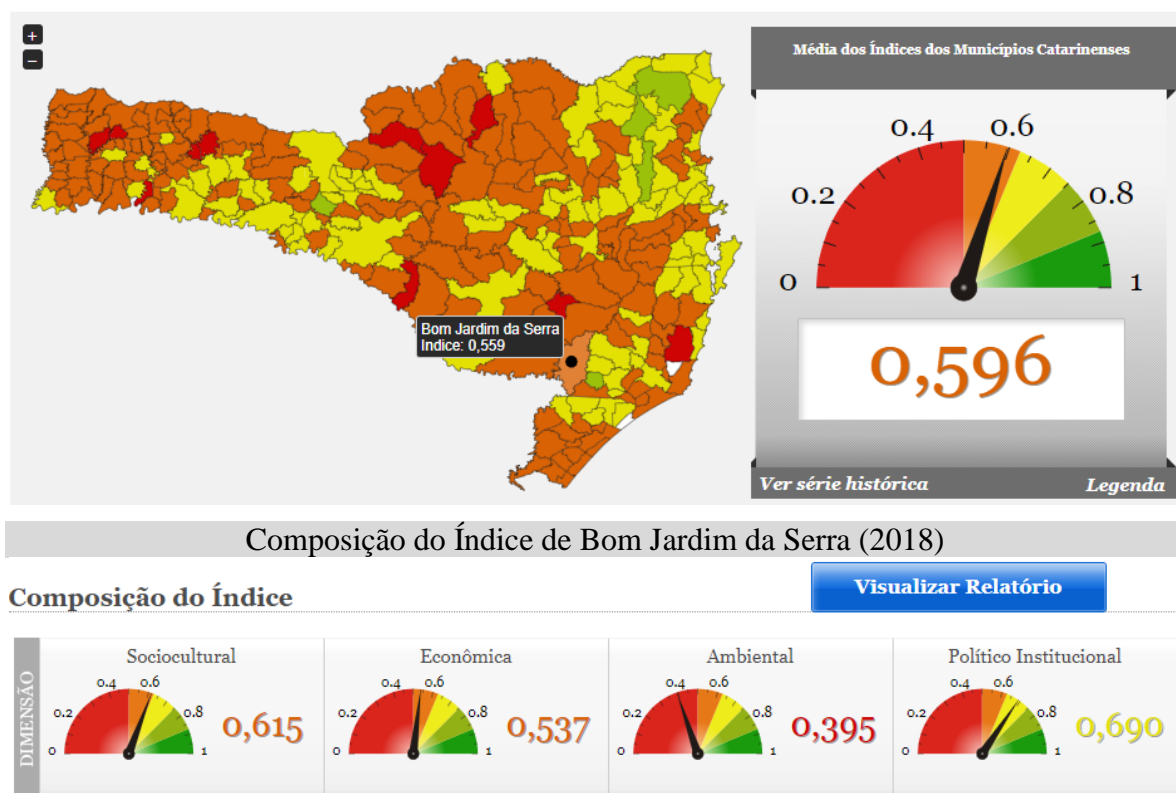 +
−
Bom Jardim da Serra
Indice: 0,559
Média dos Índices dos Municípios Catarinenses
0 0.2 0.4 0.6 0.8 1
0,596
Ver série histórica
Legenda
Composição do Índice de Bom Jardim da Serra (2018)
Composição do Índice
Visualizar Relatório
DIMENSÃO
Sociocultural
0 0.2 0.4 0.6 0.8 1
0,615
Econômica
0 0.2 0.4 0.6 0.8 1
0,537
Ambiental
0 0.2 0.4 0.6 0.8 1
0,395
Político Institucional
0 0.2 0.4 0.6 0.8 1
0,690